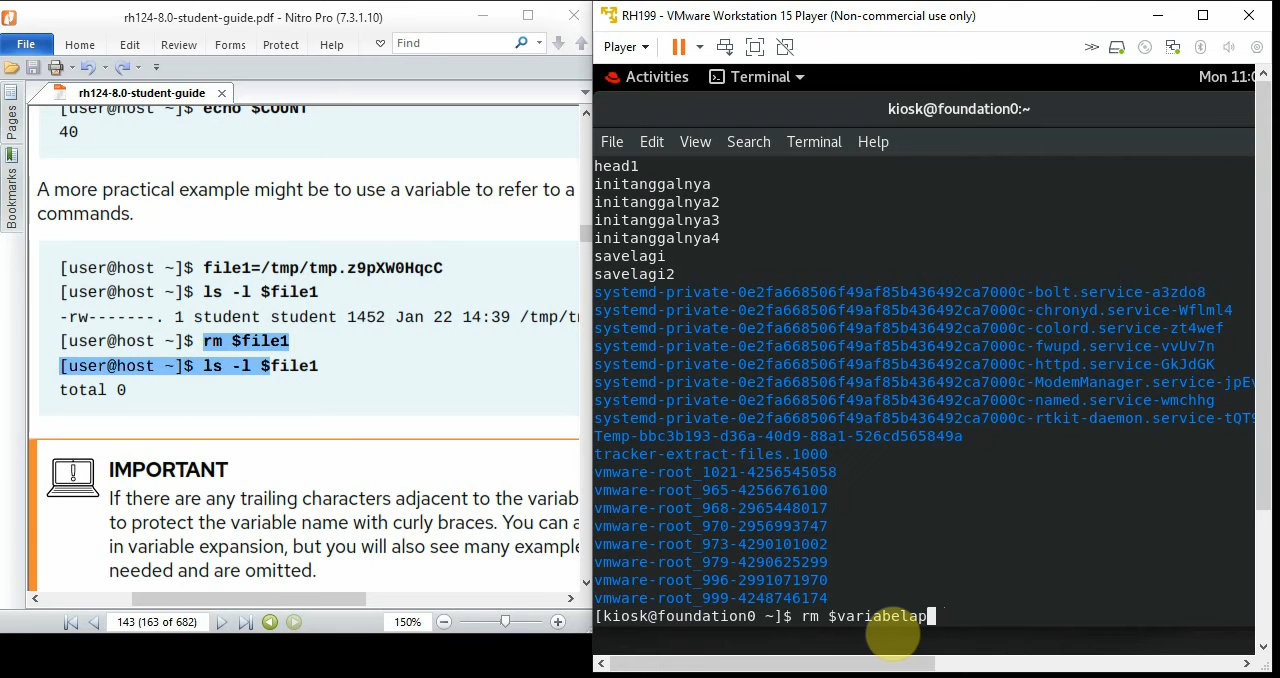 rh124-8.0-student-guide.pdf - Nitro Pro (7.3.1.10)
File Home Edit Review Forms Protect Help Find
rh124-8.0-student-guide
Pages
Bookmarks
[user@host ~]$ echo $COUNT
40
A more practical example might be to use a variable to refer to a
commands.
[user@host ~]$ file1=/tmp/tmp.z9pXW0HqcC
[user@host ~]$ ls -l $file1
-rw-------. 1 student student 1452 Jan 22 14:39 /tmp/t
[user@host ~]$ rm $file1
[user@host ~]$ ls -l $file1
total 0
IMPORTANT
If there are any trailing characters adjacent to the variab
to protect the variable name with curly braces. You can a
in variable expansion, but you will also see many example
needed and are omitted.
143 (163 of 682) 150%
RH199 - VMware Workstation 15 Player (Non-commercial use only)
Player
Activities Terminal Mon 11:
kiosk@foundation0:~
File Edit View Search Terminal Help
head1
initanggalnya
initanggalnya2
initanggalnya3
initanggalnya4
savelagi
savelagi2
systemd-private-0e2fa668506f49af85b436492ca7000c-bolt.service-a3zdo8
systemd-private-0e2fa668506f49af85b436492ca7000c-chronyd.service-Wflml4
systemd-private-0e2fa668506f49af85b436492ca7000c-colord.service-zt4wef
systemd-private-0e2fa668506f49af85b436492ca7000c-fwupd.service-vvUv7n
systemd-private-0e2fa668506f49af85b436492ca7000c-httpd.service-GkJdGK
systemd-private-0e2fa668506f49af85b436492ca7000c-ModemManager.service-jpE
systemd-private-0e2fa668506f49af85b436492ca7000c-named.service-wmchhg
systemd-private-0e2fa668506f49af85b436492ca7000c-rtkit-daemon.service-tQT9
Temp-bbc3b193-d36a-40d9-88a1-526cd565849a
tracker-extract-files.1000
vmware-root_1021-4256545058
vmware-root_965-4256676100
vmware-root_968-2965448017
vmware-root_970-2956993747
vmware-root_973-4290101002
vmware-root_979-4290625299
vmware-root_996-2991071970
vmware-root_999-4248746174
[kiosk@foundation0 ~]$ rm $variabelap